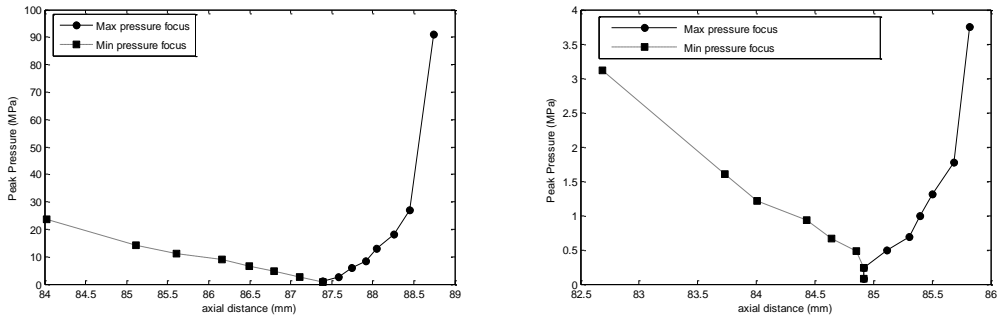 100
90
80
70
60
50
40
30
20
10
0
Peak Pressure (MPa)
Max pressure focus
Min pressure focus
84 84.5 85 85.5 86 86.5 87 87.5 88 88.5 89
axial distance (mm)
4
3.5
3
2.5
2
1.5
1
0.5
0
Peak Pressure (MPa)
Max pressure focus
Min pressure focus
82.5 83 83.5 84 84.5 85 85.5 86
axial distance (mm)